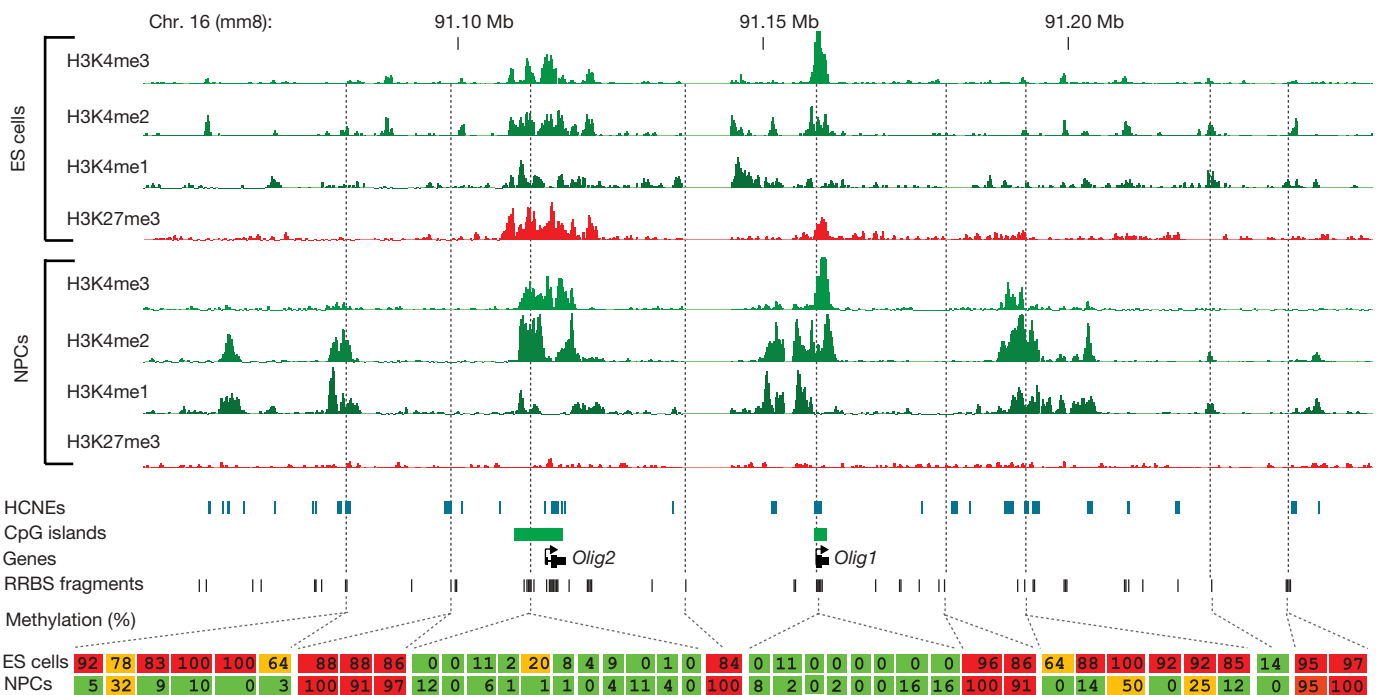 Chr. 16 (mm8): 91.10 Mb 91.15 Mb 91.20 Mb
ES cells
H3K4me3
H3K4me2
H3K4me1
H3K27me3
NPCs
H3K4me3
H3K4me2
H3K4me1
H3K27me3
HCNEs
CpG islands
Genes Olig2 Olig1
RRBS fragments
Methylation (%)
ES cells 92 78 83 100 100 64 88 88 86 0 0 11 2 20 8 4 9 0 1 0 84 0 11 0 0 0 0 0 0 96 86 64 88 100 92 92 85 14 95 97
NPCs 5 32 9 10 0 3 100 91 97 12 0 6 1 1 1 0 4 11 4 0 100 8 2 0 2 0 0 16 16 100 91 0 14 50 0 25 12 0 95 100